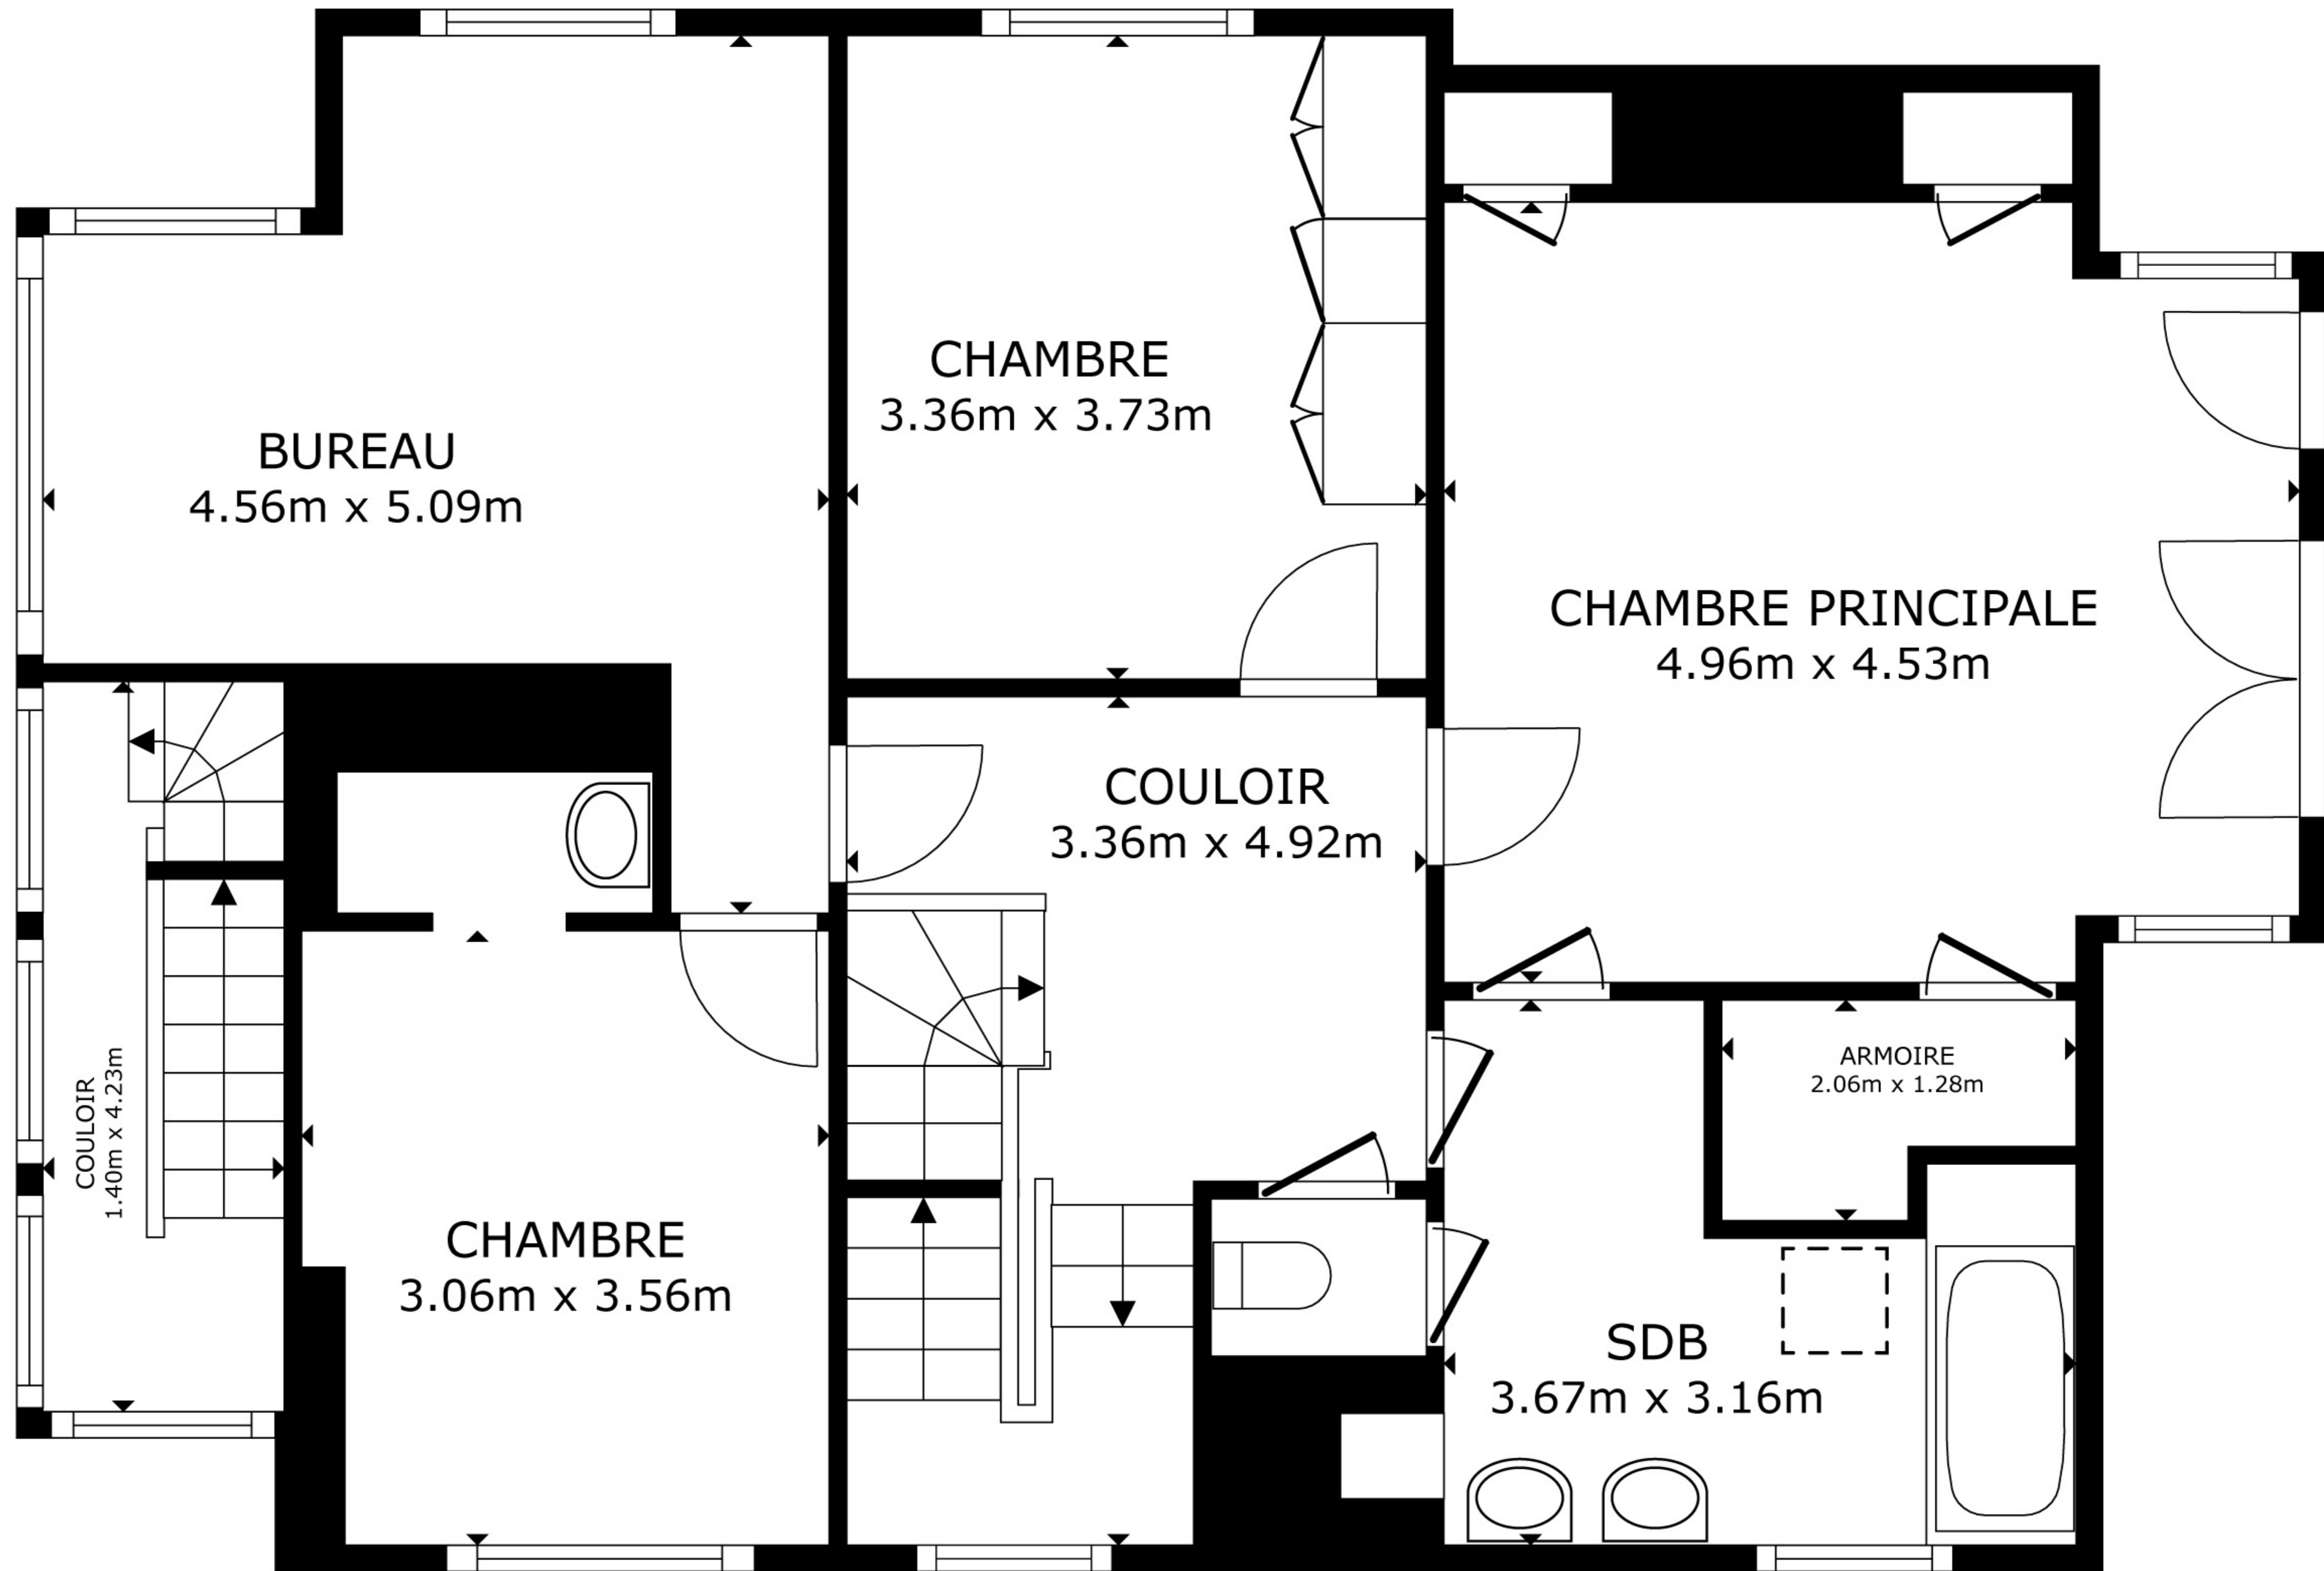 CHAMBRE
3.36m x 3.73m
BUREAU
4.56m x 5.09m
CHAMBRE PRINCIPALE
4.96m x 4.53m
COULOIR
3.36m x 4.92m
ARMOIRE
2.06m x 1.28m
COULOIR
1.40m x 4.23m
CHAMBRE
3.06m x 3.56m
SDB
3.67m x 3.16m